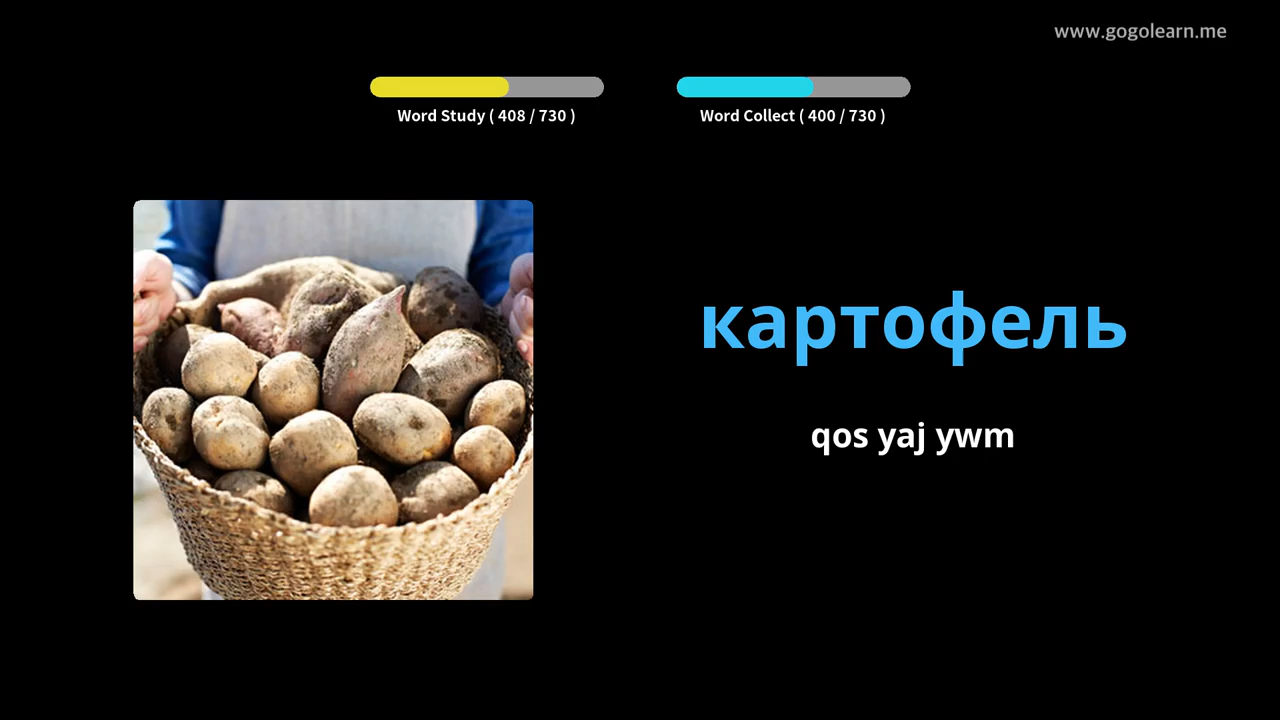 www.gogolearn.me
Word Study ( 408 / 730 )
Word Collect ( 400 / 730 )
картофель
qos yaj ywm